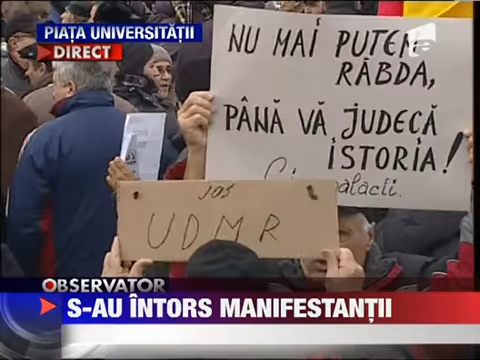 PIAȚA UNIVERSITĂȚII
DIRECT
NU MAI PUTEM
RĂBDA,
PÂNĂ VĂ JUDECĂ
ISTORIA!
JOS
UDMR
OBSERVATOR
S-AU ÎNTORS MANIFESTANȚII